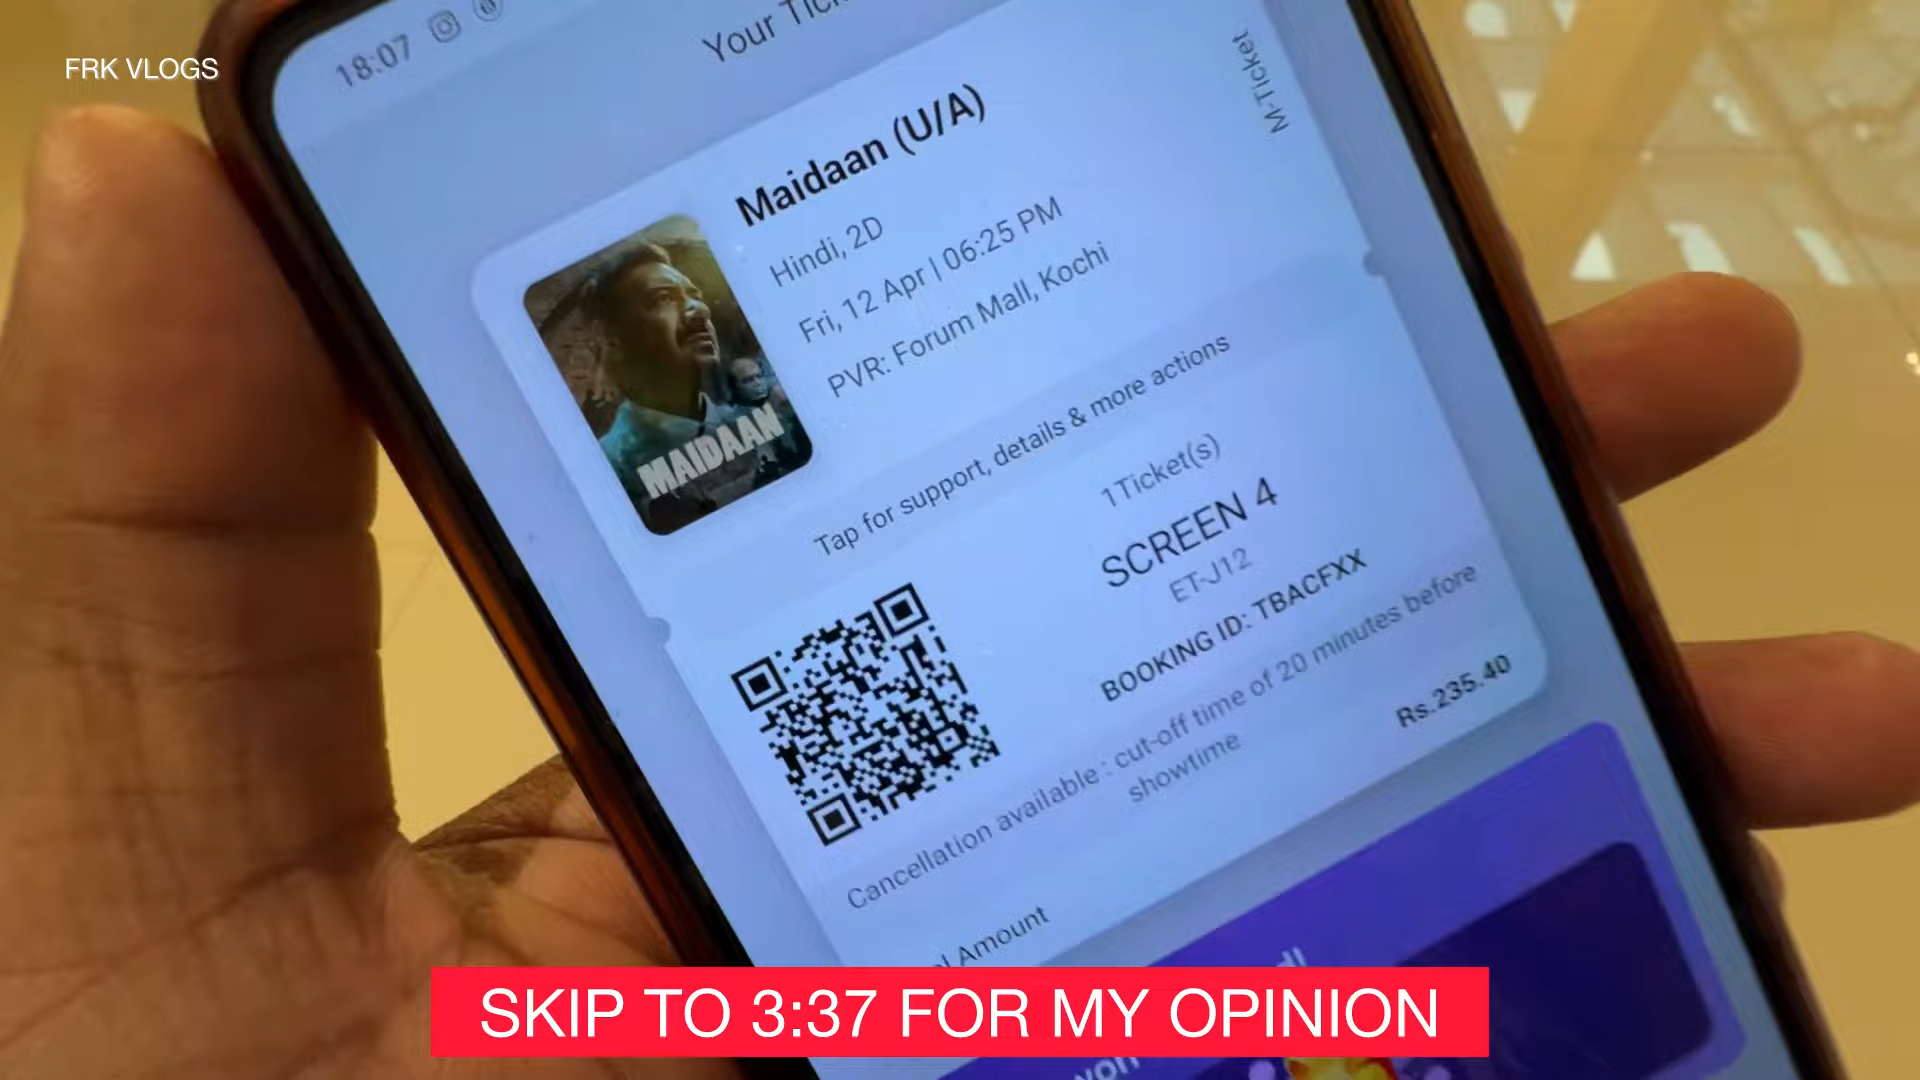 FRK VLOGS
18:07
Your Tic
M-Ticket
Maidaan (U/A)
Hindi, 2D
Fri, 12 Apr | 06:25 PM
PVR: Forum Mall, Kochi
MAIDAAN
Tap for support, details & more actions
1 Ticket(s)
SCREEN 4
ET-J12
BOOKING ID: TBACFXX
Cancellation available : cut-off time of 20 minutes before
showtime
Rs.235.40
Amount
won
SKIP TO 3:37 FOR MY OPINION